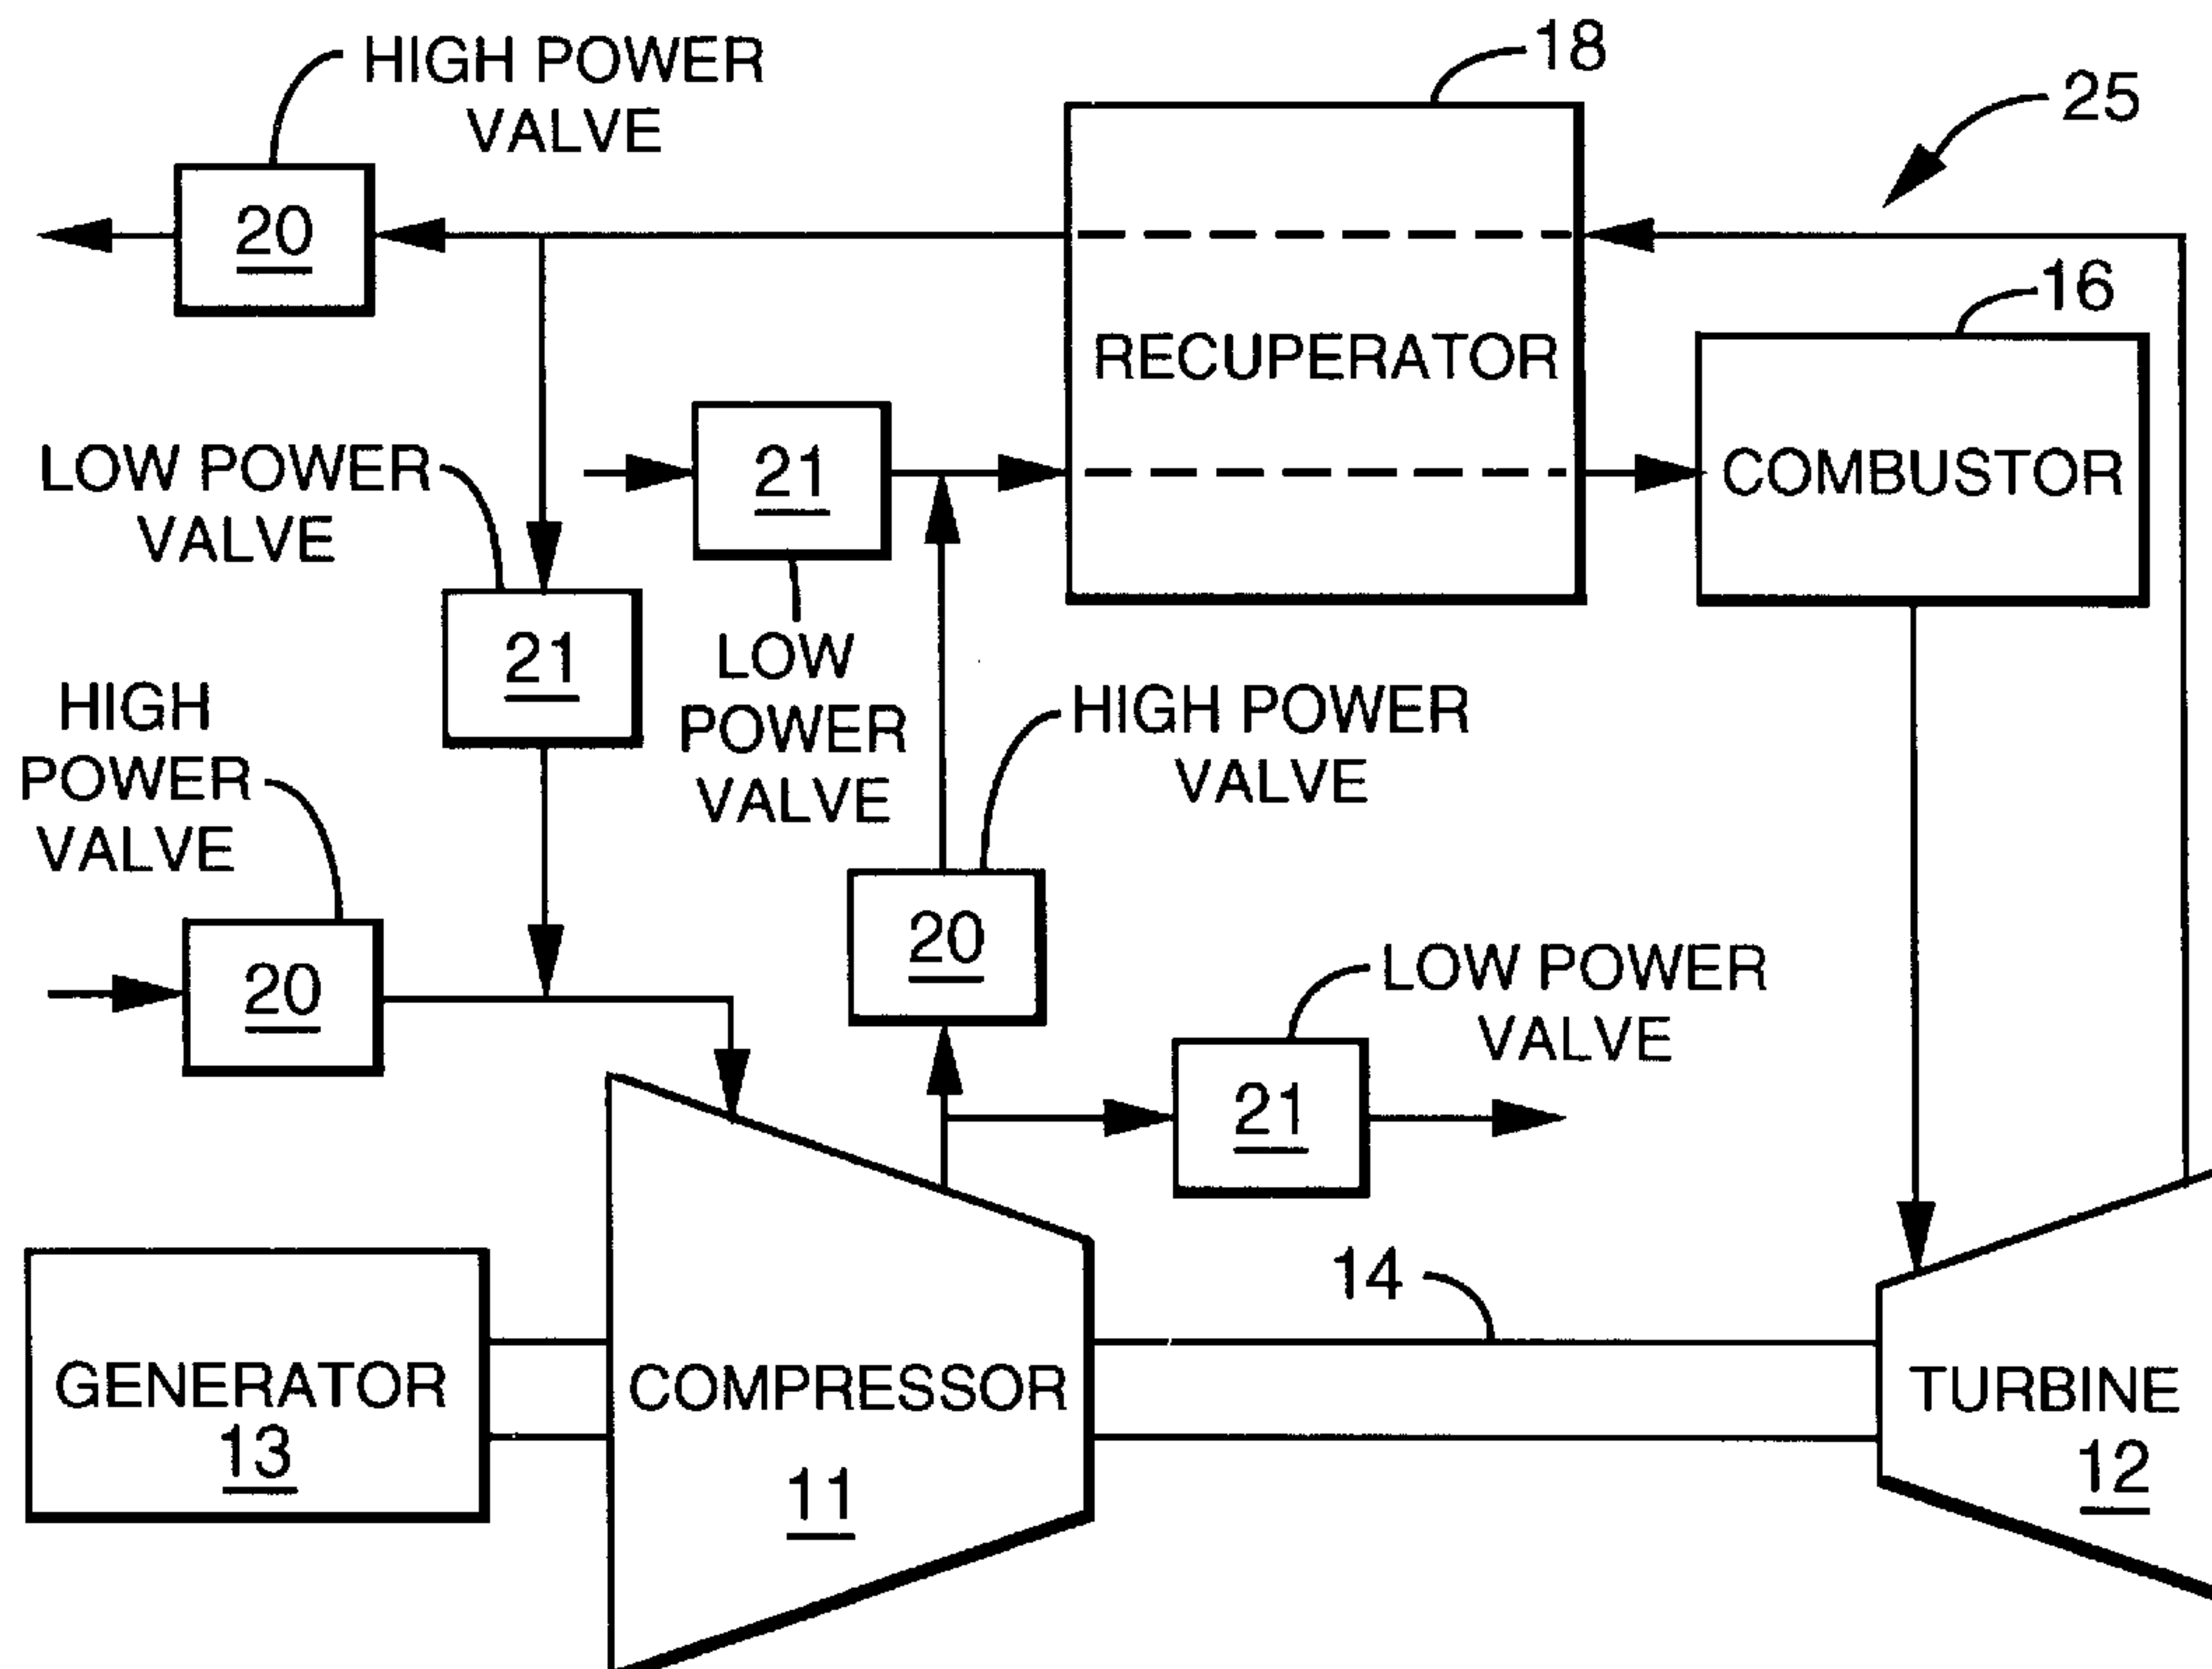 HIGH POWER
VALVE
18
25
20
16
RECUPERATOR
COMBUSTOR
LOW POWER
VALVE
21
21
LOW
POWER
VALVE
HIGH
POWER
VALVE
HIGH POWER
VALVE
20
20
LOW POWER
VALVE
21
14
GENERATOR
13
COMPRESSOR
11
TURBINE
12